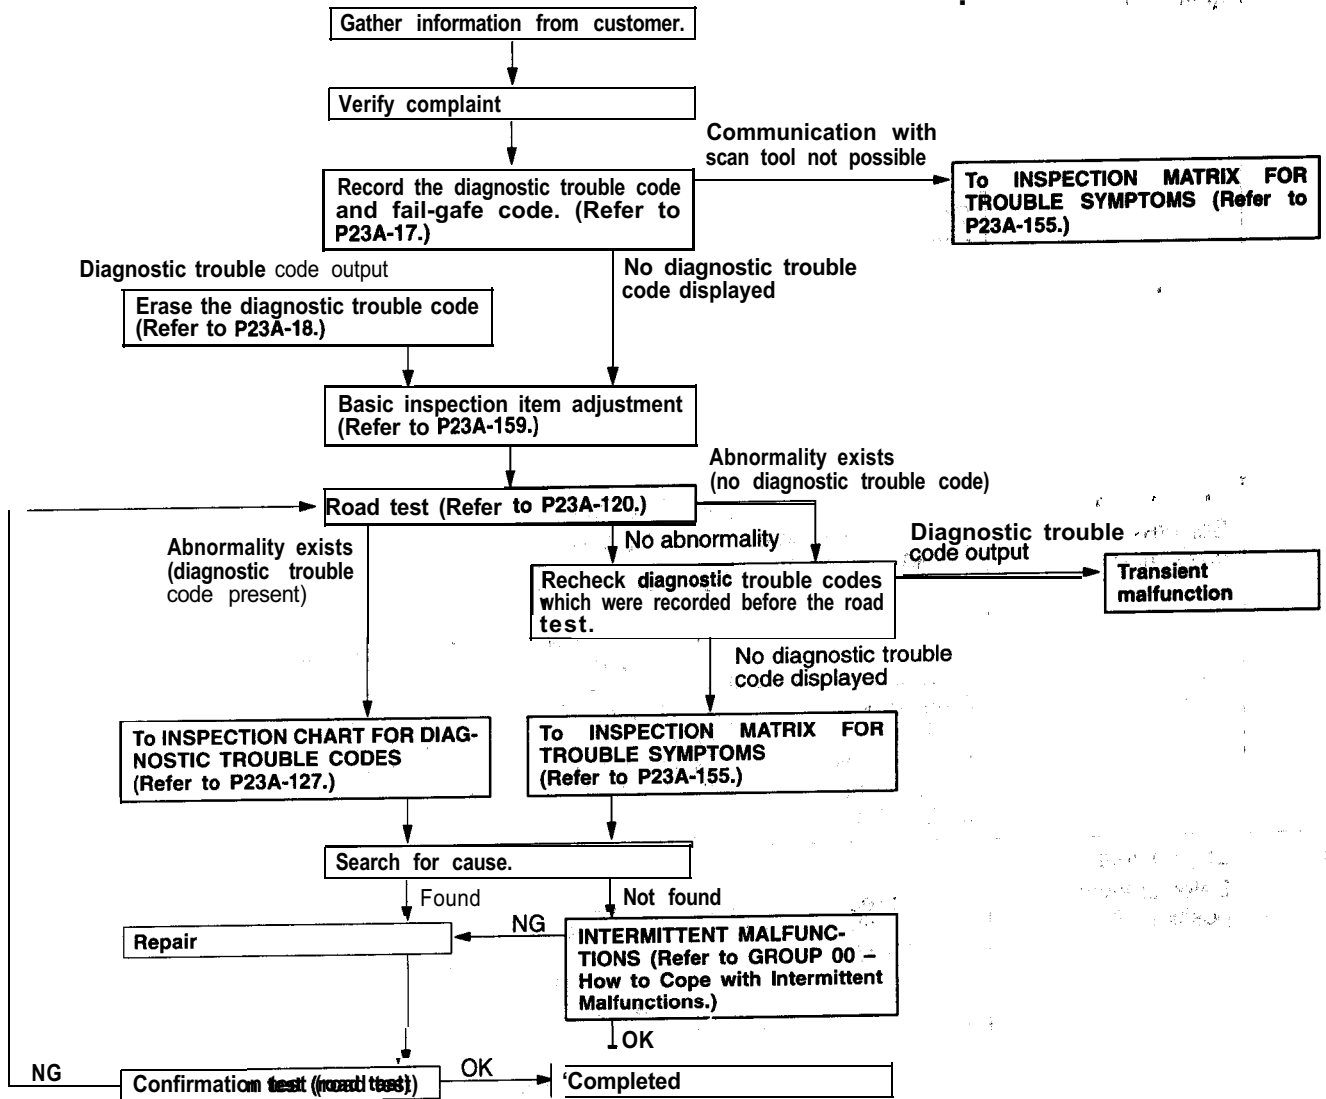 Gather information from customer.
Verify complaint
Communication with
scan tool not possible
Record the diagnostic trouble code
and fail-gafe code. (Refer to
P23A-17.)
To INSPECTION MATRIX FOR
TROUBLE SYMPTOMS (Refer to
P23A-155.)
Diagnostic trouble code output
No diagnostic trouble
code displayed
Erase the diagnostic trouble code
(Refer to P23A-18.)
Basic inspection item adjustment
(Refer to P23A-159.)
Abnormality exists
(no diagnostic trouble code)
Road test (Refer to P23A-120.)
Abnormality exists
(diagnostic trouble
code present)
No abnormality
Diagnostic trouble
code output
Recheck diagnostic trouble codes
which were recorded before the road
test.
Transient
malfunction
No diagnostic trouble
code displayed
To INSPECTION CHART FOR DIAG-
NOSTIC TROUBLE CODES
(Refer to P23A-127.)
To INSPECTION MATRIX FOR
TROUBLE SYMPTOMS
(Refer to P23A-155.)
Search for cause.
Found
Not found
Repair
NG
INTERMITTENT MALFUNC-
TIONS (Refer to GROUP 00 –
How to Cope with Intermittent
Malfunctions.)
OK
NG
Confirmation test (road test)
OK
'Completed